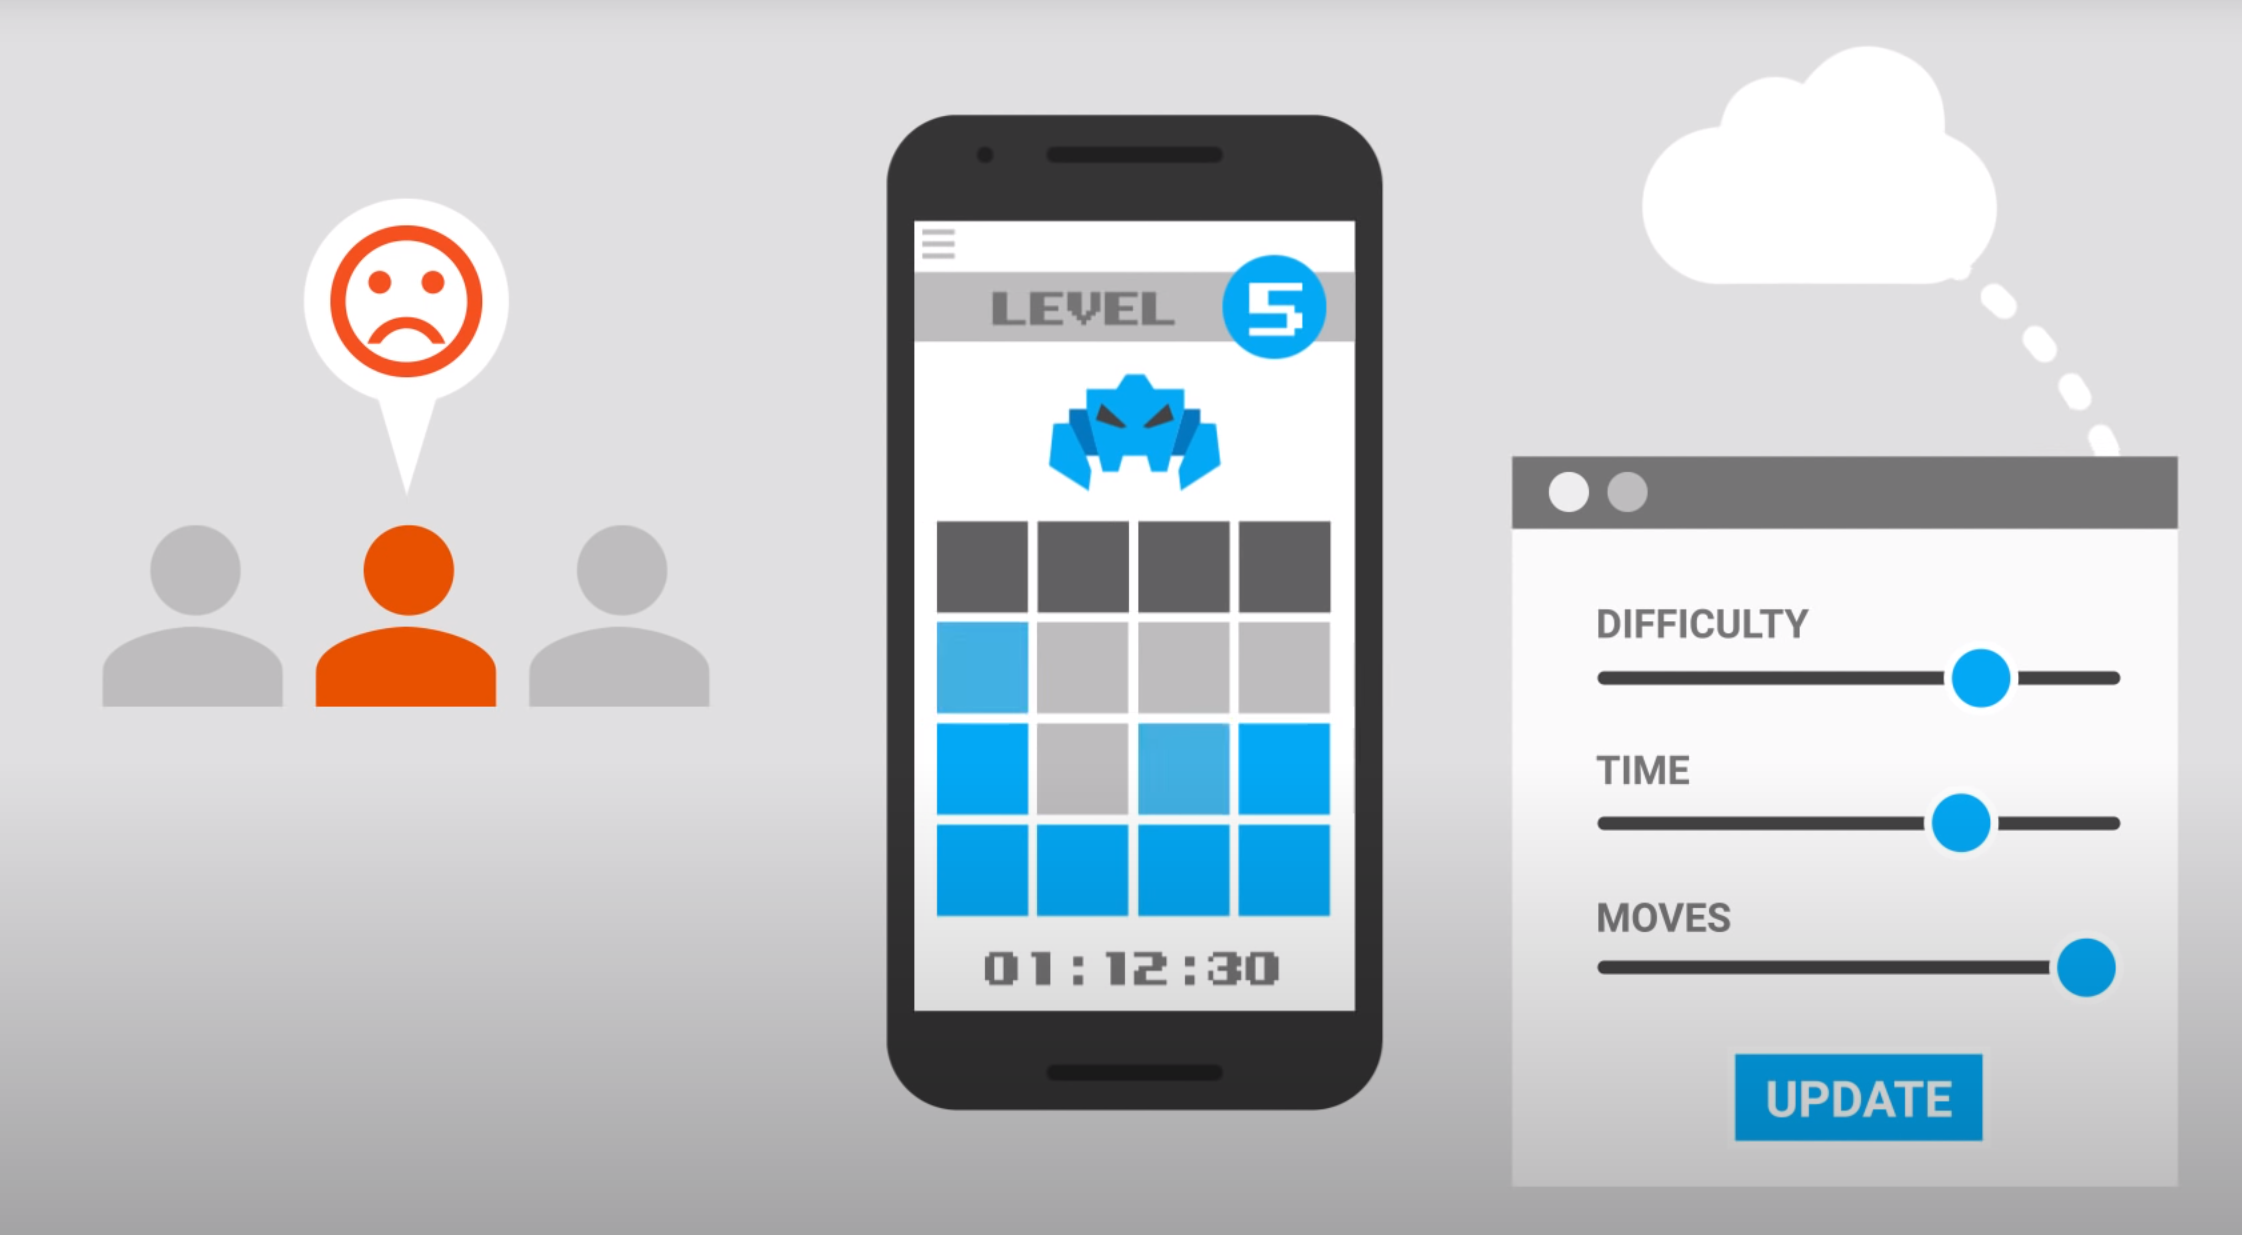 LEVEL 5
01:12:30
DIFFICULTY
TIME
MOVES
UPDATE